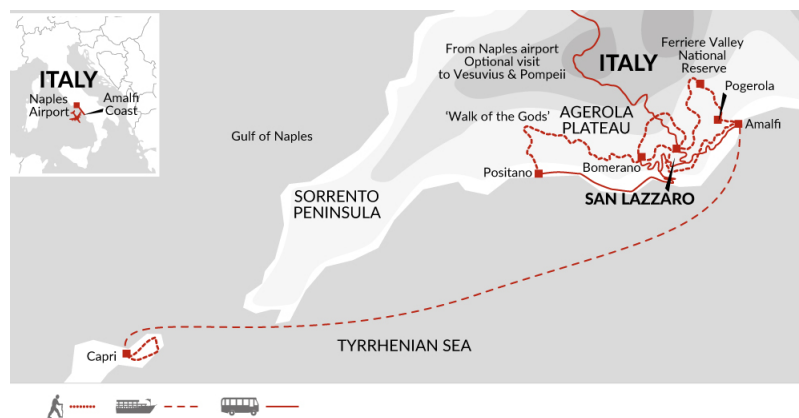 ITALY
Naples
Airport
Amalfi
Coast
From Naples airport
Optional visit
to Vesuvius & Pompeii
ITALY
Ferriere Valley
National
Reserve
Pogerola
Gulf of Naples
'Walk of the Gods'
AGEROLA
PLATEAU
Amalfi
Positano
Bomerano
SORRENTO
PENINSULA
SAN LAZZARO
Capri
TYRRHENIAN SEA